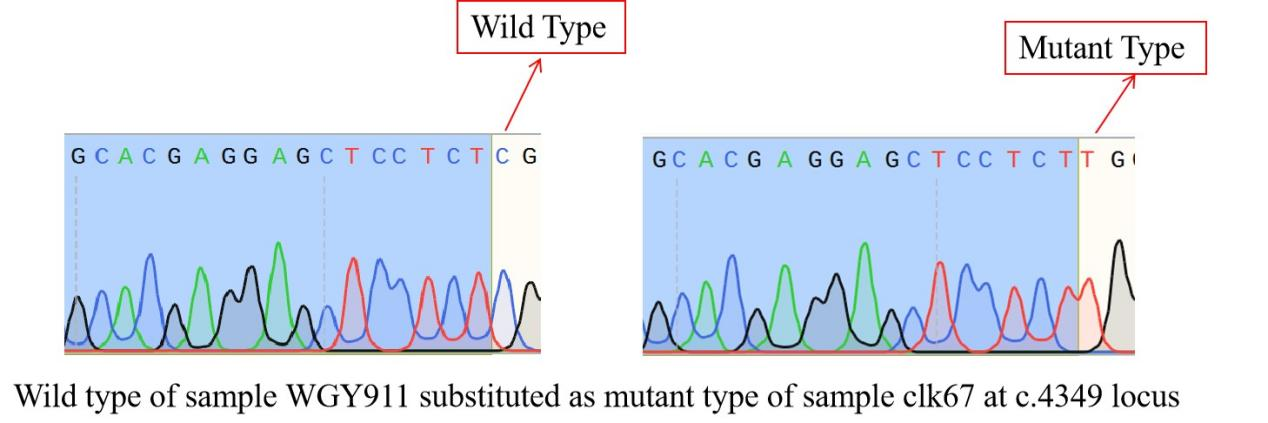 Wild Type
Mutant Type
G C A C G A G G A G C T C C T C T C G
G C A C G A G G A G C T C C T C T T G
Wild type of sample WGY911 substituted as mutant type of sample clk67 at c.4349 locus